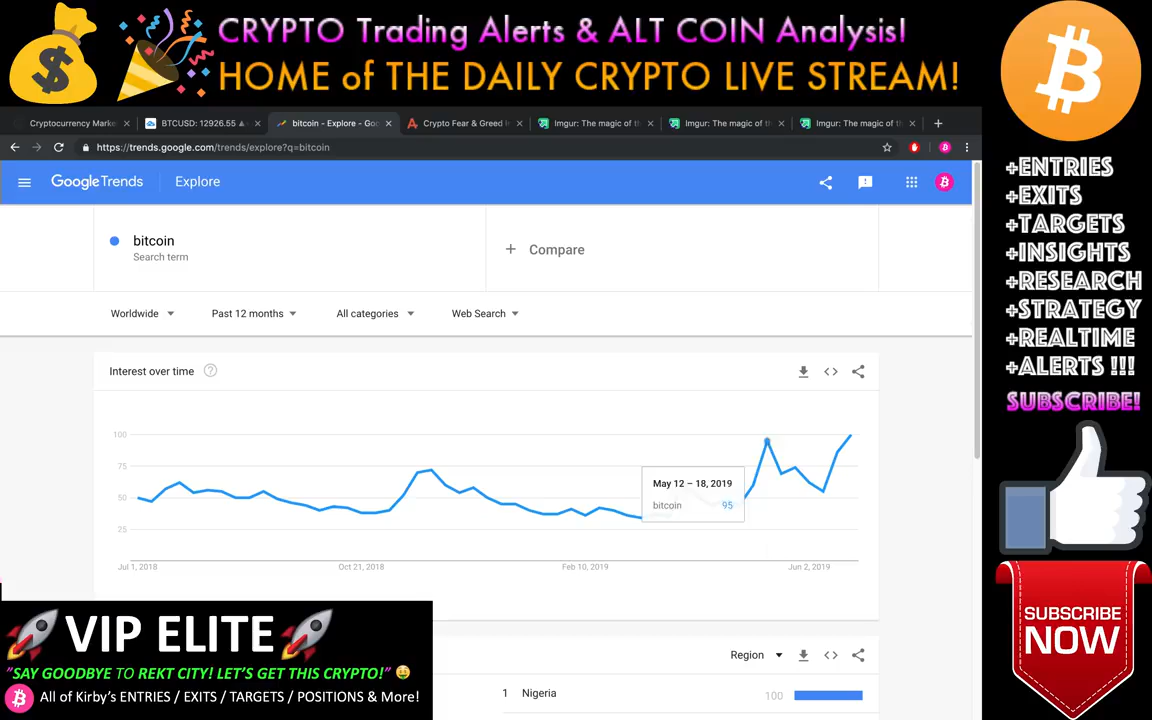 CRYPTO Trading Alerts & ALT COIN Analysis!
HOME of THE DAILY CRYPTO LIVE STREAM!
Cryptocurrency Marke
BTCUSD: 12926.55
bitcoin - Explore - Goo
Crypto Fear & Greed In
Imgur: The magic of th
Imgur: The magic of th
Imgur: The magic of th
https://trends.google.com/trends/explore?q=bitcoin
Google Trends
Explore
bitcoin
Search term
+ Compare
Worldwide
Past 12 months
All categories
Web Search
Interest over time
100
75
50
25
May 12 – 18, 2019
bitcoin 95
Jul 1, 2018
Oct 21, 2018
Feb 10, 2019
Jun 2, 2019
Region
1 Nigeria 100
VIP ELITE
"SAY GOODBYE TO REKT CITY! LET'S GET THIS CRYPTO!"
All of Kirby's ENTRIES / EXITS / TARGETS / POSITIONS & More!
+ENTRIES
+EXITS
+TARGETS
+INSIGHTS
+RESEARCH
+STRATEGY
+REALTIME
+ALERTS !!!
SUBSCRIBE!
SUBSCRIBE
NOW